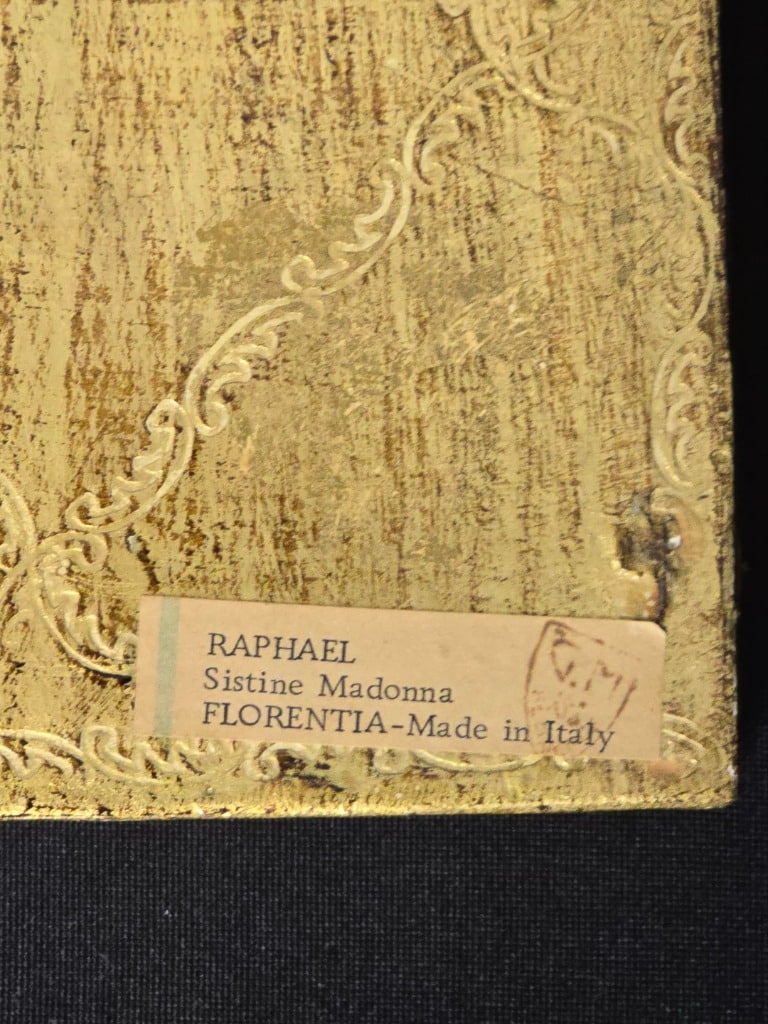 RAPHAEL
Sistine Madonna
FLORENTIA-Made in Italy